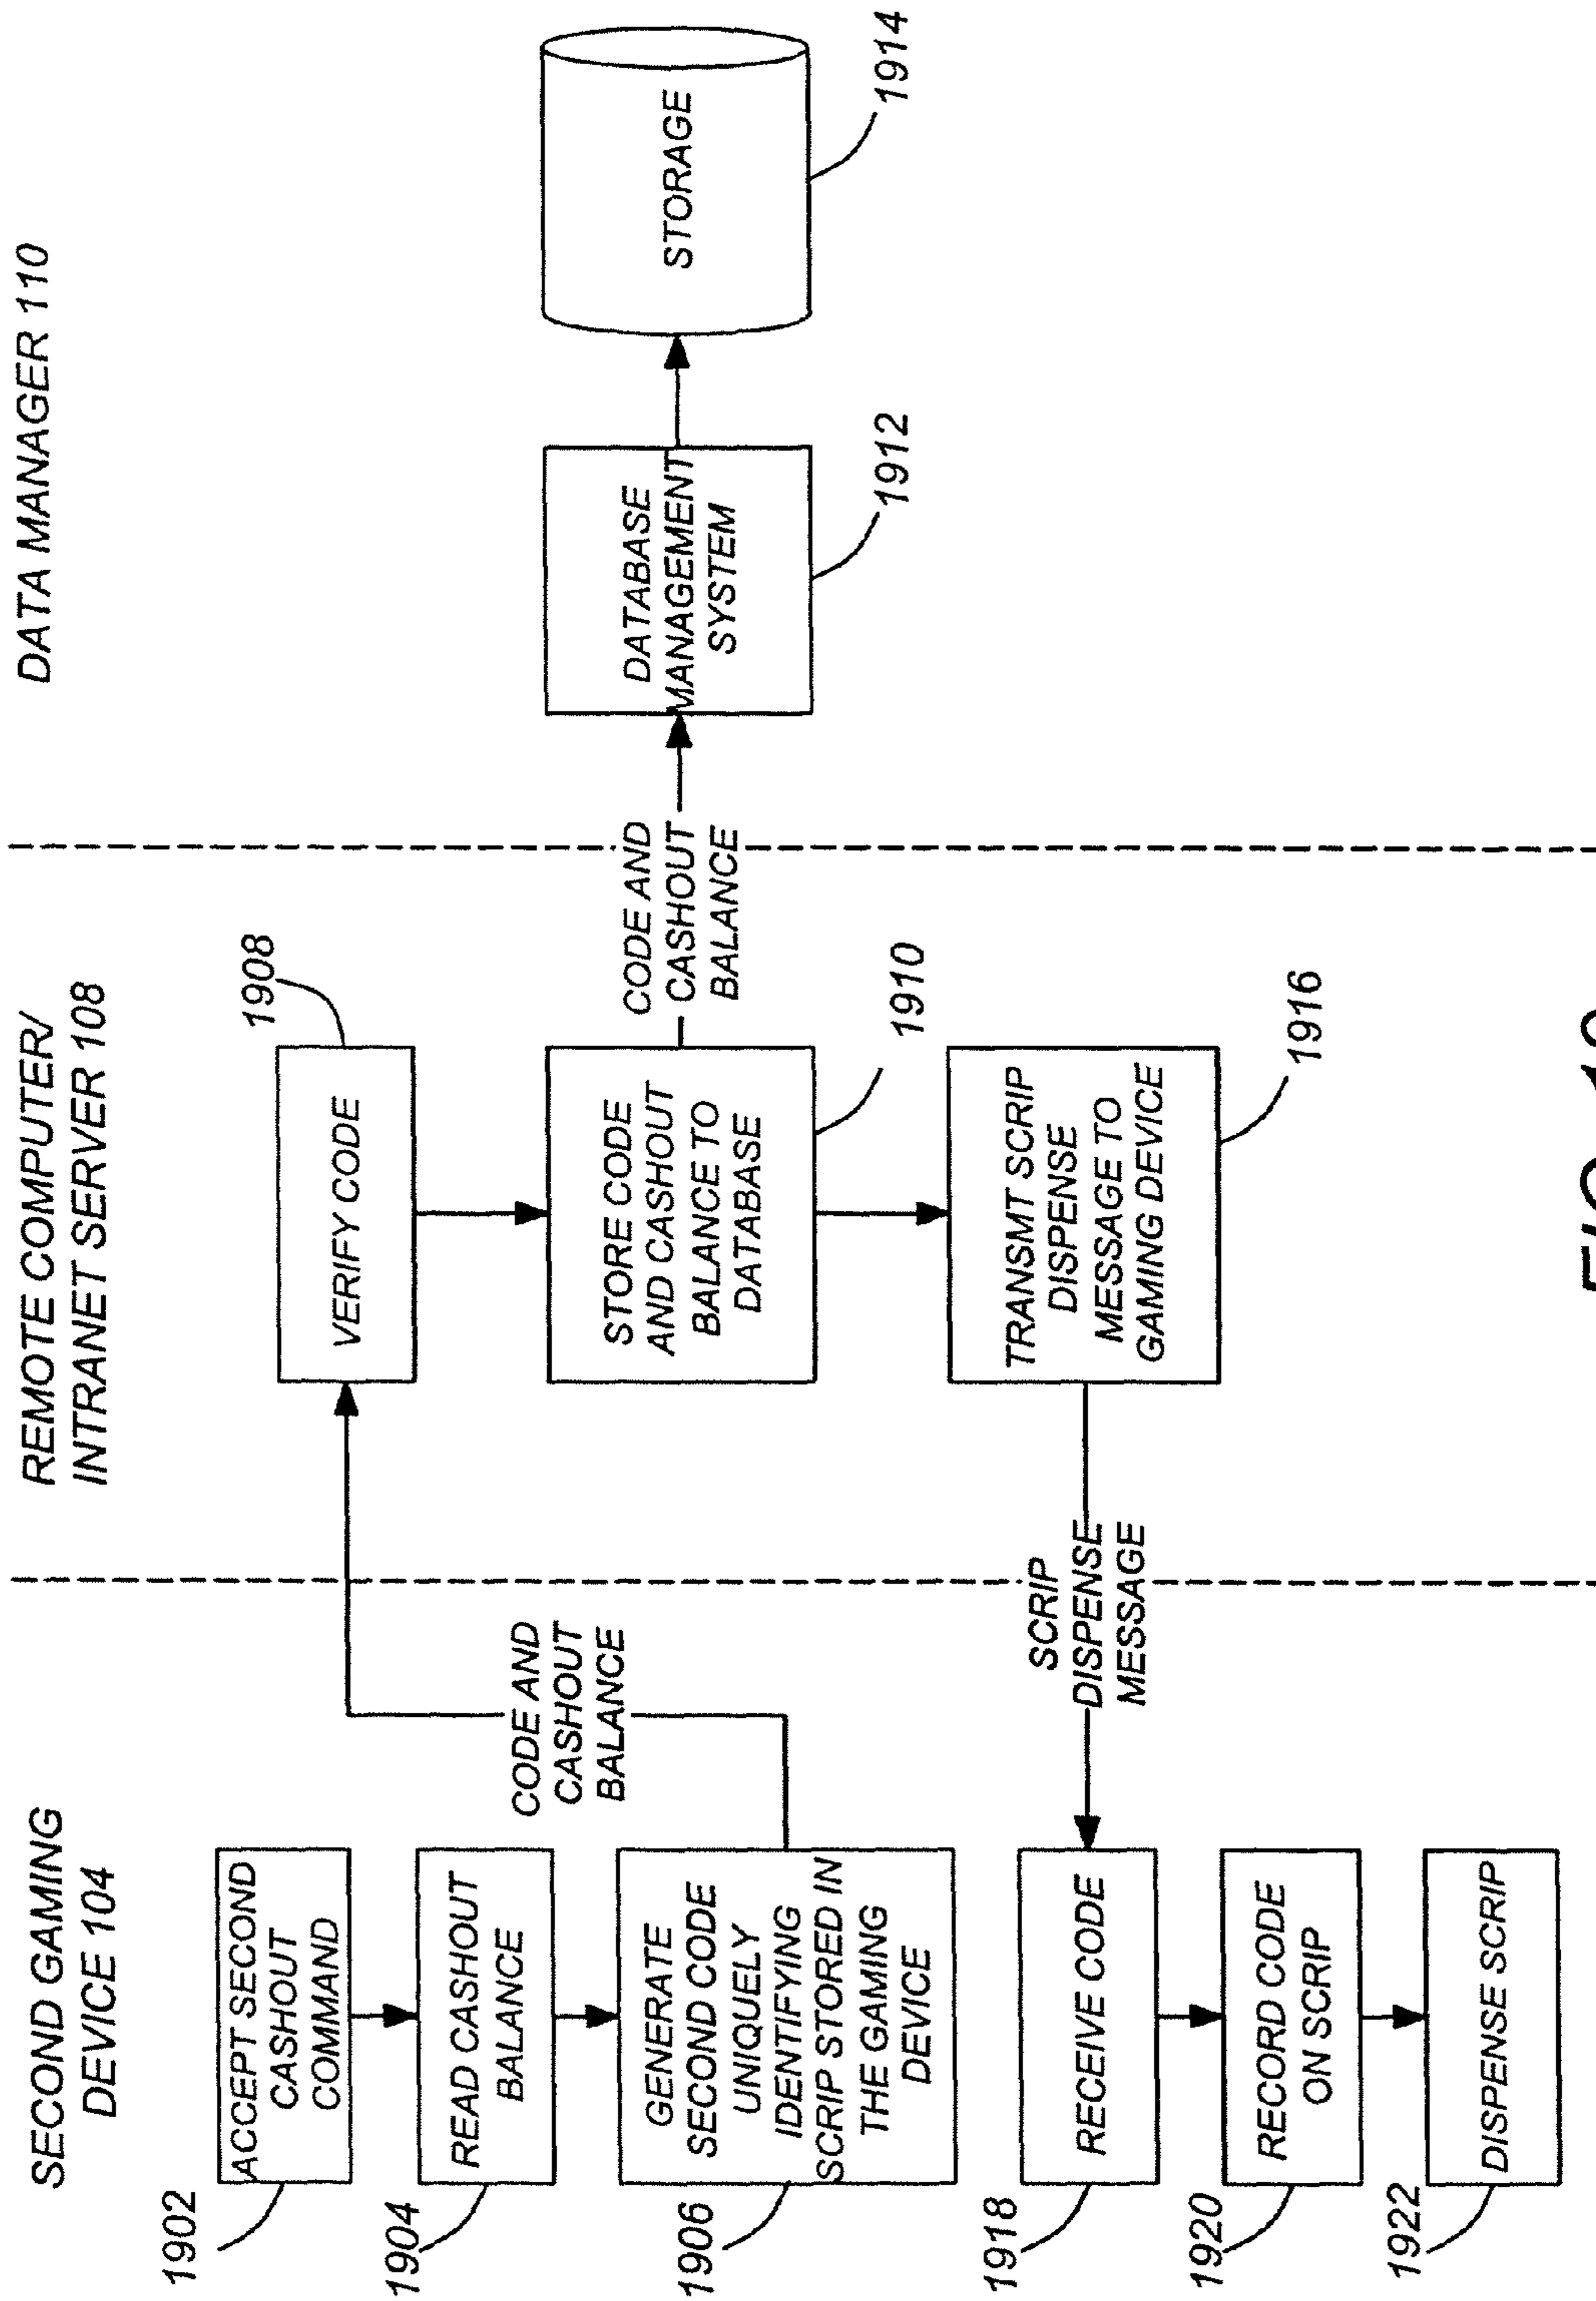 SECOND GAMING
DEVICE 104
REMOTE COMPUTER/
INTRANET SERVER 108
DATA MANAGER 110
1902
ACCEPT SECOND
CASHOUT
COMMAND
1904
READ CASHOUT
BALANCE
1906
GENERATE
SECOND CODE
UNIQUELY
IDENTIFYING
SCRIP STORED IN
THE GAMING
DEVICE
CODE AND
CASHOUT
BALANCE
1908
VERIFY CODE
STORE CODE
AND CASHOUT
BALANCE TO
DATABASE
1910
CODE AND
CASHOUT
BALANCE
DATABASE
MANAGEMENT
SYSTEM
1912
STORAGE
1914
TRANSMT SCRIP
DISPENSE
MESSAGE TO
GAMING DEVICE
1916
SCRIP
DISPENSE
MESSAGE
1918
RECEIVE CODE
1920
RECORD CODE
ON SCRIP
1922
DISPENSE SCRIP
FIG